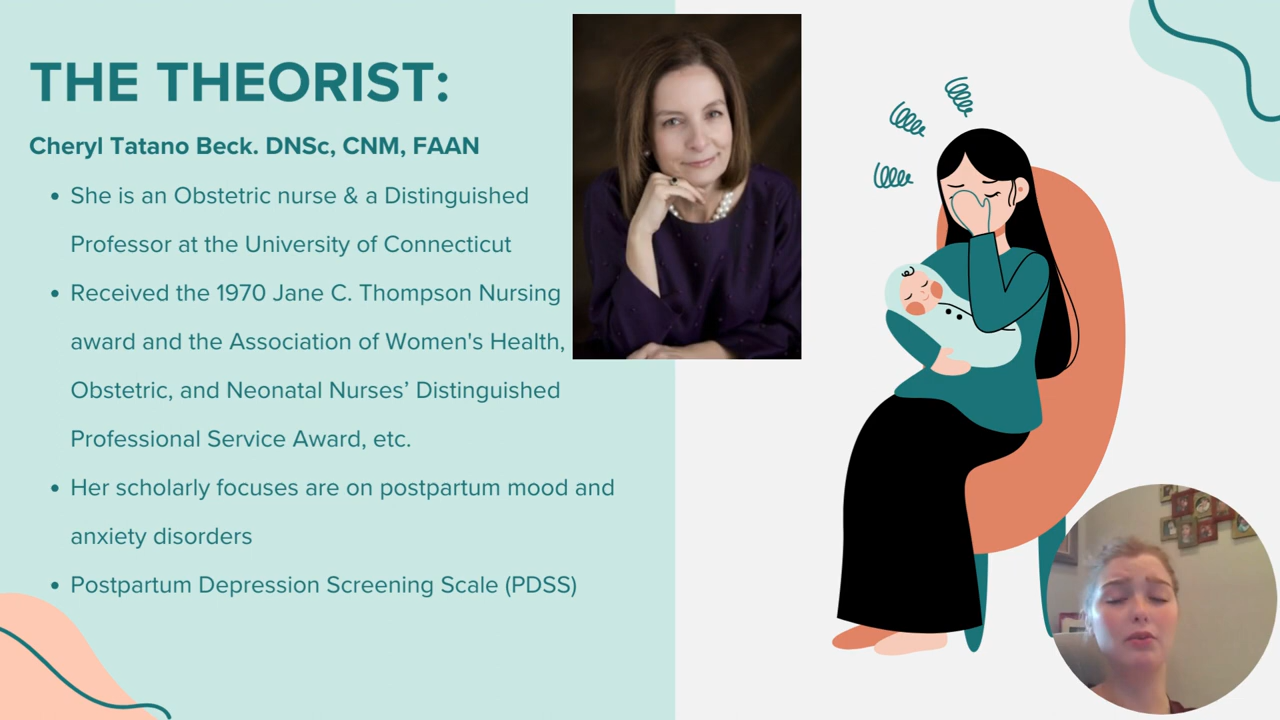 THE THEORIST:
Cheryl Tatano Beck. DNSc, CNM, FAAN
• She is an Obstetric nurse & a Distinguished
Professor at the University of Connecticut
• Received the 1970 Jane C. Thompson Nursing
award and the Association of Women's Health,
Obstetric, and Neonatal Nurses’ Distinguished
Professional Service Award, etc.
• Her scholarly focuses are on postpartum mood and
anxiety disorders
• Postpartum Depression Screening Scale (PDSS)